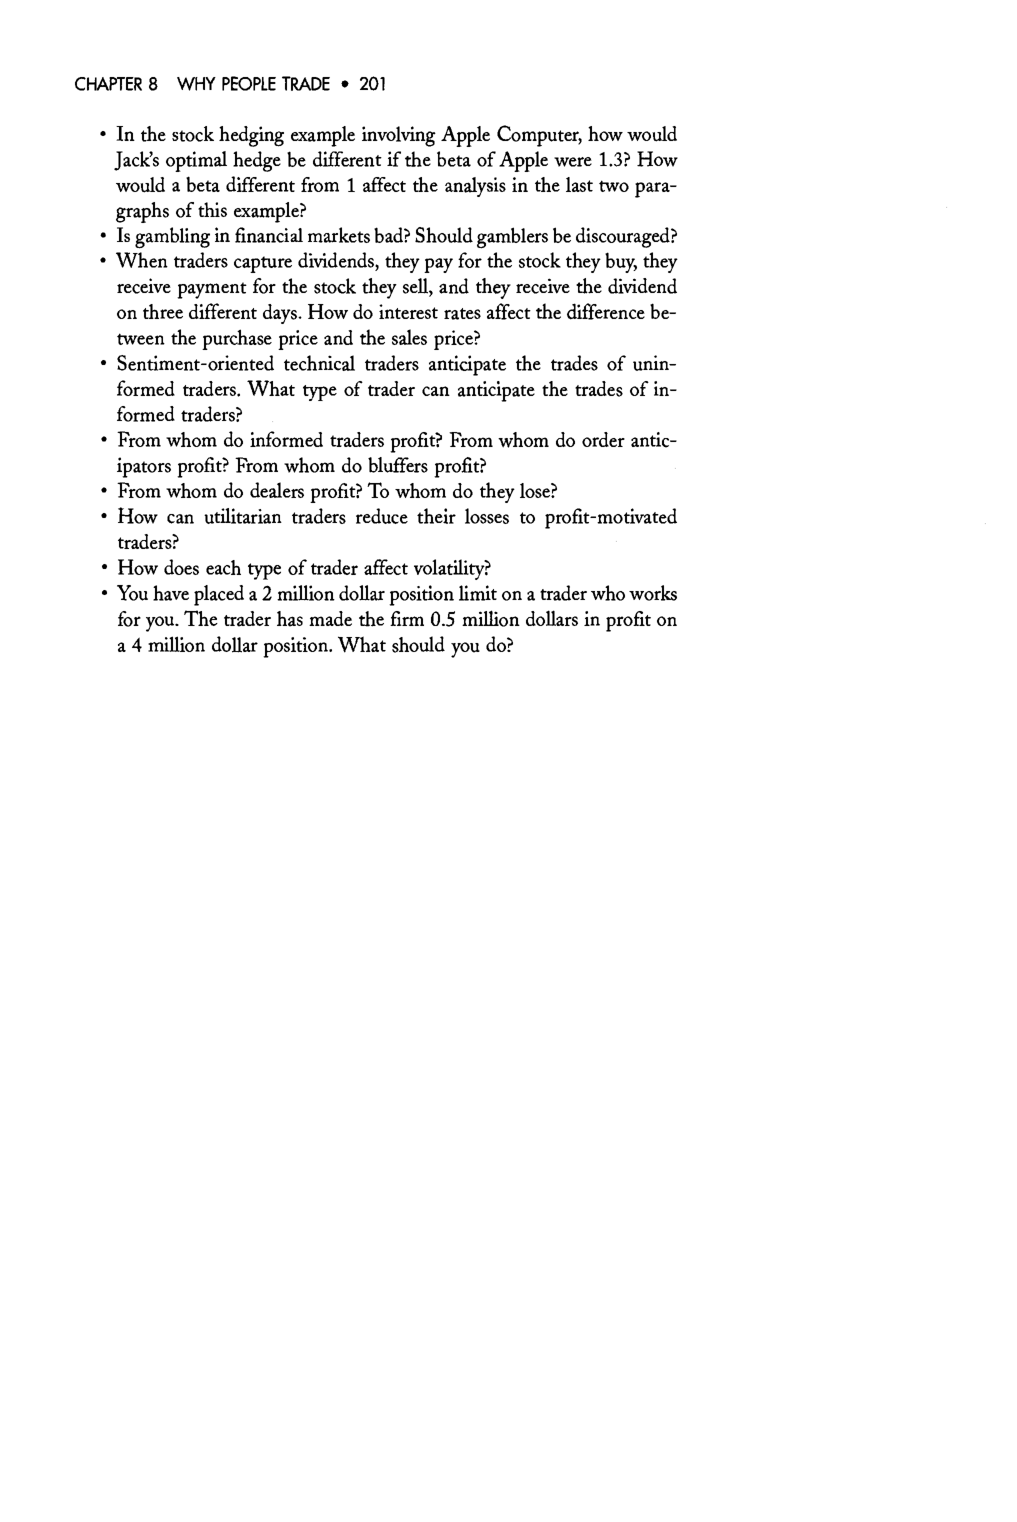 CHAPTER 8 WHY PEOPLE TRADE • 201
• In the stock hedging example involving Apple Computer, how would
Jack's optimal hedge be different if the beta of Apple were 1.3? How
would a beta different from 1 affect the analysis in the last two para-
graphs of this example?
• Is gambling in financial markets bad? Should gamblers be discouraged?
• When traders capture dividends, they pay for the stock they buy, they
receive payment for the stock they sell, and they receive the dividend
on three different days. How do interest rates affect the difference be-
tween the purchase price and the sales price?
• Sentiment-oriented technical traders anticipate the trades of unin-
formed traders. What type of trader can anticipate the trades of in-
formed traders?
• From whom do informed traders profit? From whom do order antic-
ipators profit? From whom do bluffers profit?
• From whom do dealers profit? To whom do they lose?
• How can utilitarian traders reduce their losses to profit-motivated
traders?
• How does each type of trader affect volatility?
• You have placed a 2 million dollar position limit on a trader who works
for you. The trader has made the firm 0.5 million dollars in profit on
a 4 million dollar position. What should you do?